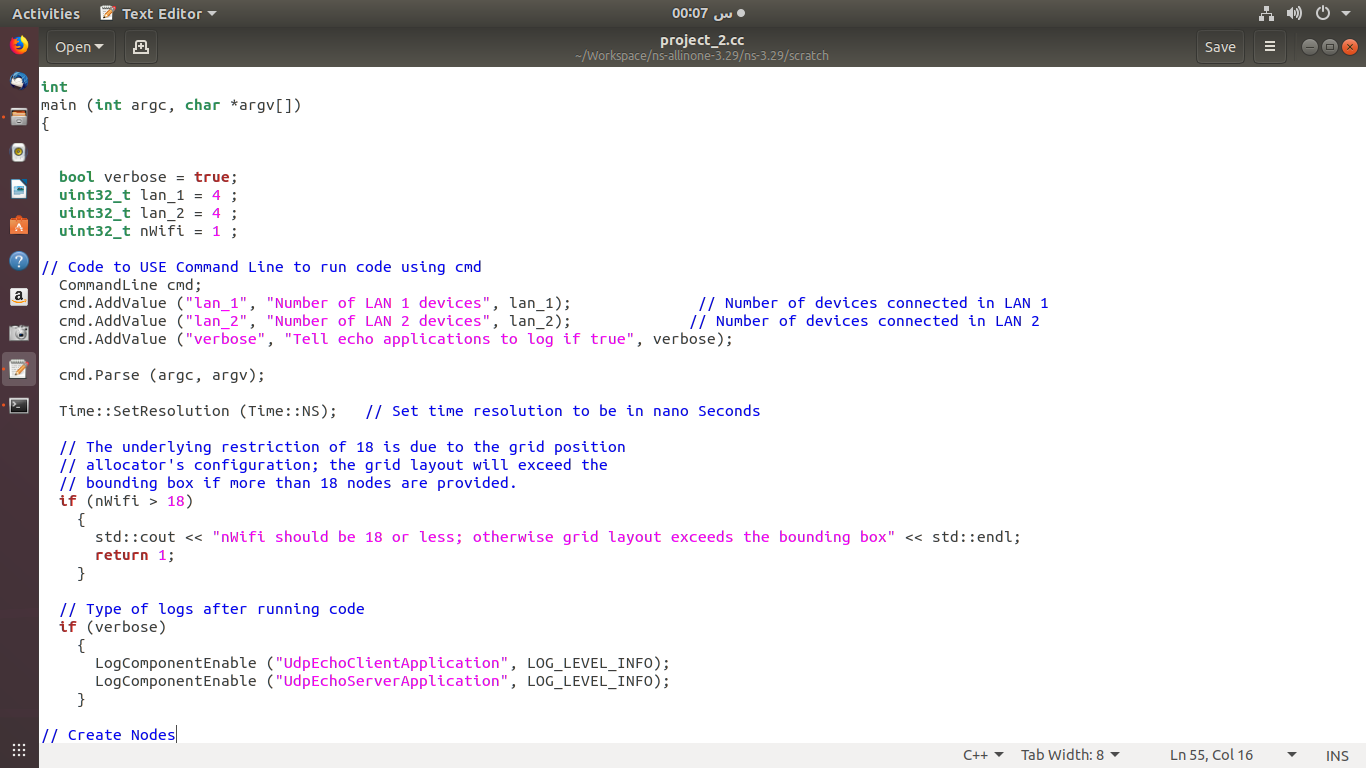 Activities Text Editor س 00:07
Open project_2.cc Save
~/Workspace/ns-allinone-3.29/ns-3.29/scratch
int
main (int argc, char *argv[])
{
bool verbose = true;
uint32_t lan_1 = 4 ;
uint32_t lan_2 = 4 ;
uint32_t nWifi = 1 ;
// Code to USE Command Line to run code using cmd
CommandLine cmd;
cmd.AddValue ("lan_1", "Number of LAN 1 devices", lan_1); // Number of devices connected in LAN 1
cmd.AddValue ("lan_2", "Number of LAN 2 devices", lan_2); // Number of devices connected in LAN 2
cmd.AddValue ("verbose", "Tell echo applications to log if true", verbose);
cmd.Parse (argc, argv);
Time::SetResolution (Time::NS); // Set time resolution to be in nano Seconds
// The underlying restriction of 18 is due to the grid position
// allocator's configuration; the grid layout will exceed the
// bounding box if more than 18 nodes are provided.
if (nWifi > 18)
{
std::cout << "nWifi should be 18 or less; otherwise grid layout exceeds the bounding box" << std::endl;
return 1;
}
// Type of logs after running code
if (verbose)
{
LogComponentEnable ("UdpEchoClientApplication", LOG_LEVEL_INFO);
LogComponentEnable ("UdpEchoServerApplication", LOG_LEVEL_INFO);
}
// Create Nodes
C++ Tab Width: 8 Ln 55, Col 16 INS